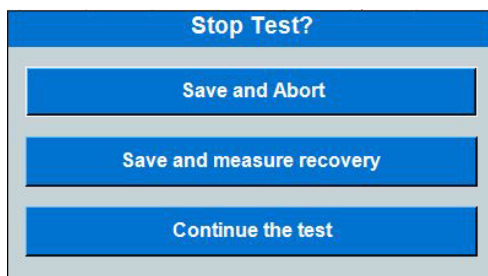 Stop Test?
Save and Abort
Save and measure recovery
Continue the test